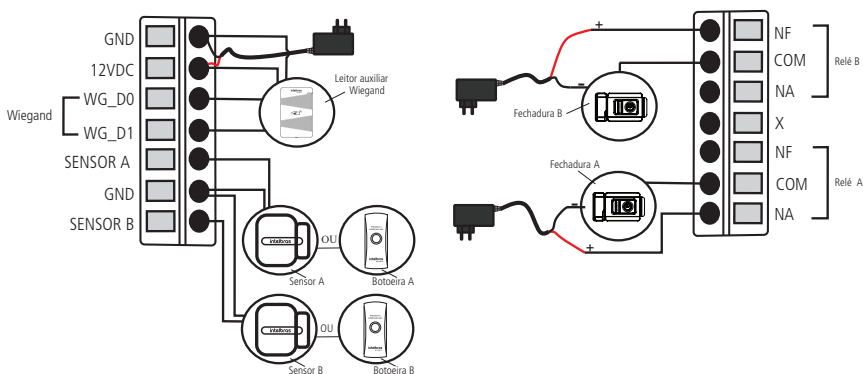 GND
12VDC
WG_D0
Wiegand
WG_D1
SENSOR A
GND
SENSOR B
Leitor auxiliar
Wiegand
intelbras
OU
Sensor A
Botoeira A
intelbras
OU
intelbras
Sensor B
Botoeira B
+
-
Fechadura B
NF
COM
Relé B
NA
X
Fechadura A
-
+
NF
COM
Relé A
NA